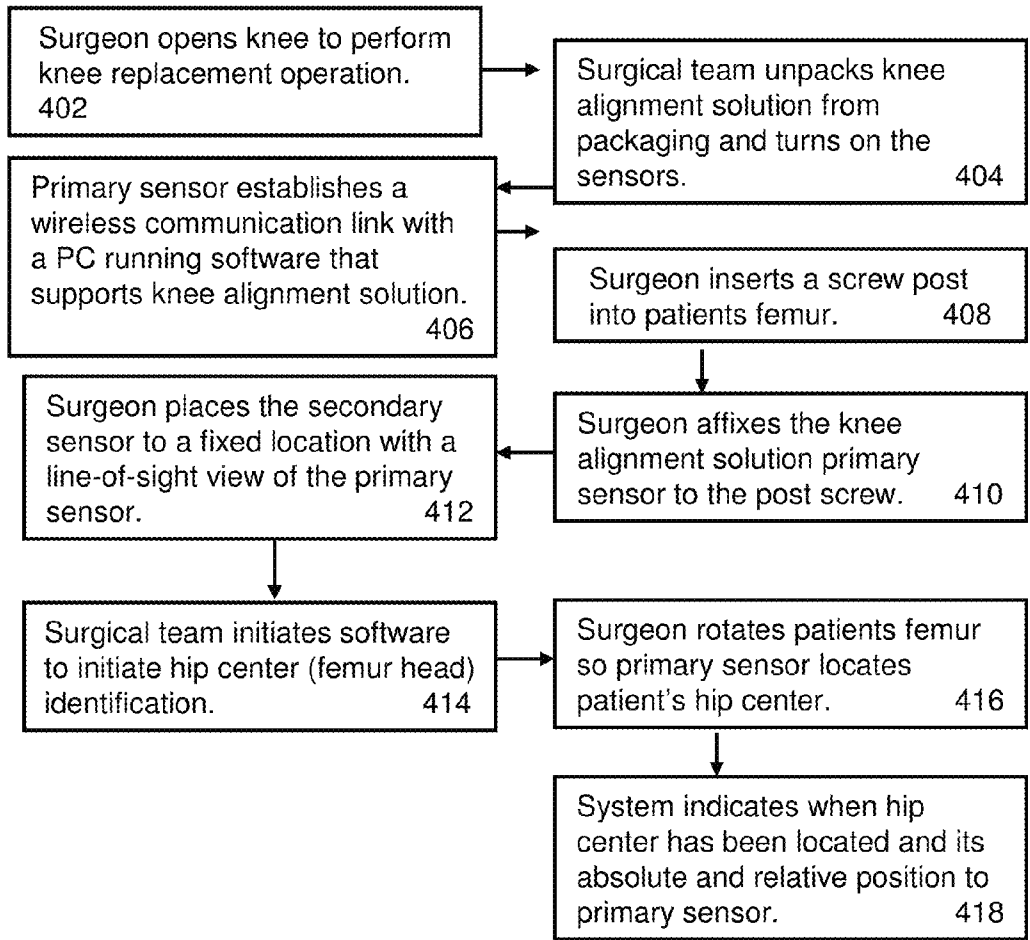 Surgeon opens knee to perform
knee replacement operation.
402
Surgical team unpacks knee
alignment solution from
packaging and turns on the
sensors. 404
Primary sensor establishes a
wireless communication link with
a PC running software that
supports knee alignment solution.
406
Surgeon inserts a screw post
into patients femur. 408
Surgeon affixes the knee
alignment solution primary
sensor to the post screw. 410
Surgeon places the secondary
sensor to a fixed location with a
line-of-sight view of the primary
sensor. 412
Surgical team initiates software
to initiate hip center (femur head)
identification. 414
Surgeon rotates patients femur
so primary sensor locates
patient's hip center. 416
System indicates when hip
center has been located and its
absolute and relative position to
primary sensor. 418